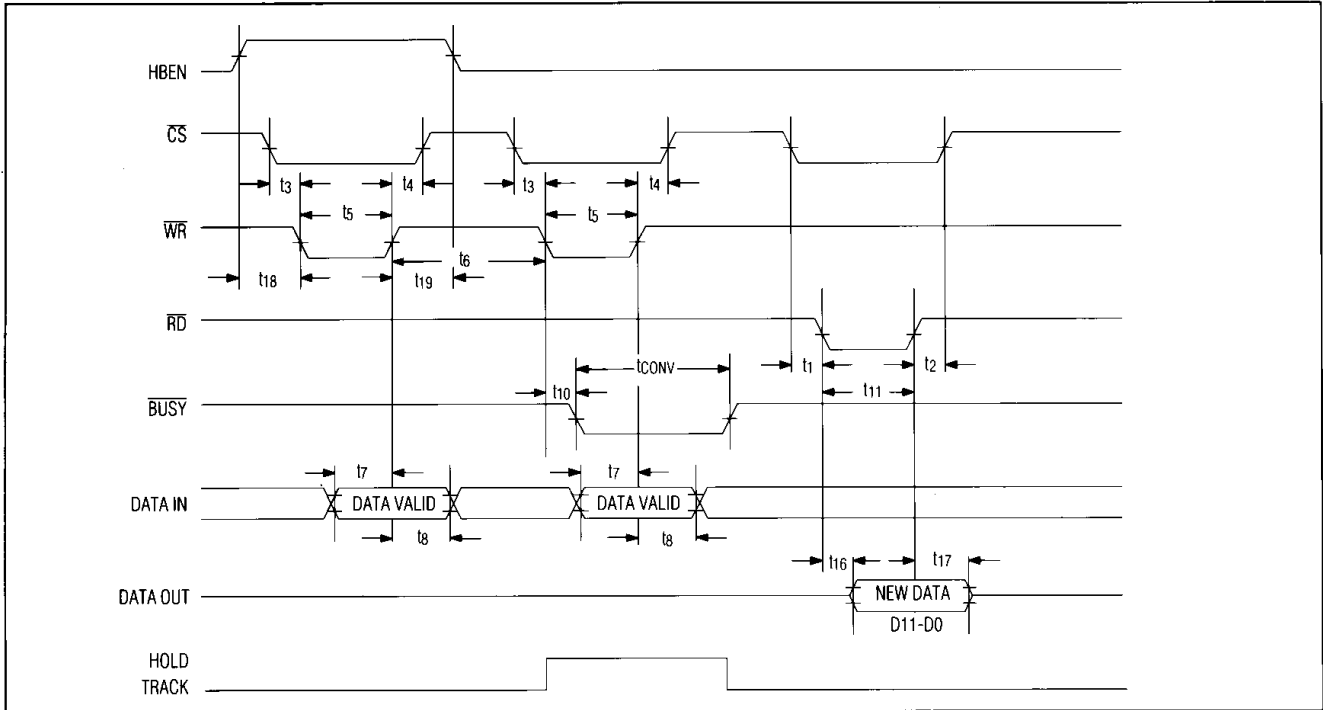 HBEN
CS
t3 t4 t3 t4
t5 t5
WR
t6
t18 t19
RD
tCONV
t1 t2
t10 t11
BUSY
t7 t7
DATA IN DATA VALID DATA VALID
t8 t8
t16 t17
DATA OUT NEW DATA
D11-D0
HOLD
TRACK